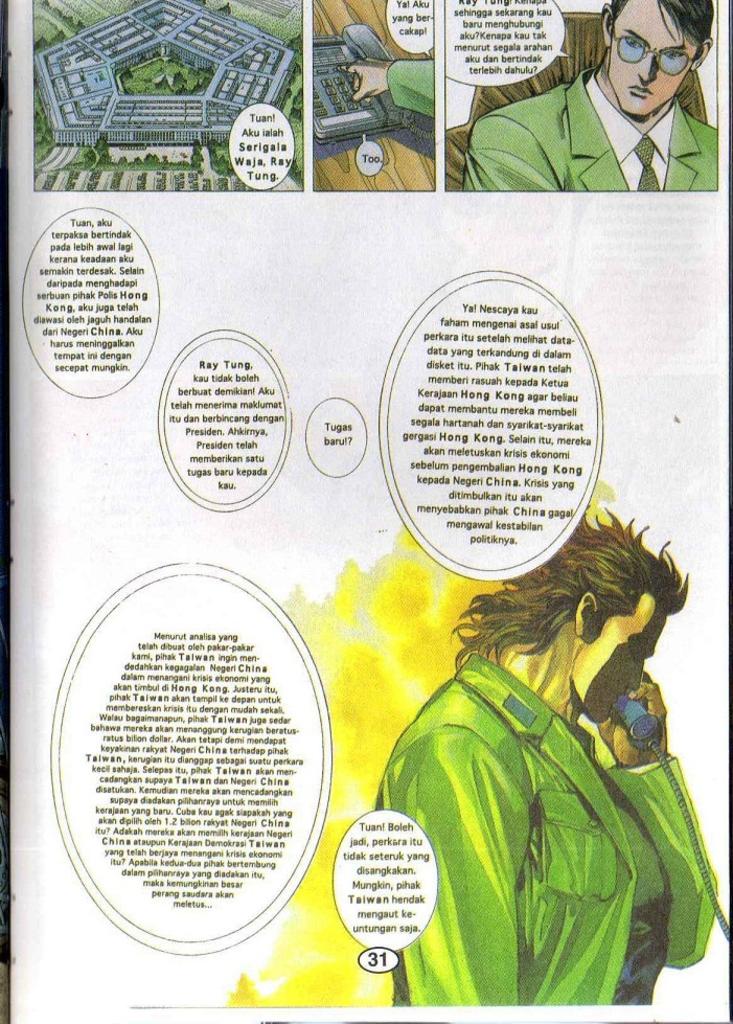 Tuan!
Aku ialah
Serigala
Waja, Ray
Tung.
Ya! Aku
yang ber-
cakap!
Too.
Ray Tung! Kenapa
sehingga sekarang kau
baru menghubungi
aku?Kenapa kau tak
menurut segala arahan
aku dan bertindak
terlebih dahulu?
Tuan, aku
terpaksa bertindak
pada lebih awal lagi
kerana keadaan aku
semakin terdesak. Selain
daripada menghadapi
serbuan pihak Polis Hong
Kong, aku juga telah
diawasi oleh jaguh handalan
dari Negeri China. Aku
harus meninggalkan
tempat ini dengan
secepat mungkin.
Ray Tung,
kau tidak boleh
berbuat demikian! Aku
telah menerima maklumat
itu dan berbincang dengan
Presiden. Akhirnya,
Presiden telah
memberikan satu
tugas baru kepada
kau.
Tugas
baru!?
Ya! Nescaya kau
faham mengenai asal usul
perkara itu setelah melihat data-
data yang terkandung di dalam
disket itu. Pihak Taiwan telah
memberi rasuah kepada Ketua
Kerajaan Hong Kong agar beliau
dapat membantu mereka membeli
segala hartanah dan syarikat-syarikat
gergasi Hong Kong. Selain itu, mereka
akan meletuskan krisis ekonomi
sebelum pengembalian Hong Kong
kepada Negeri China. Krisis yang
ditimbulkan itu akan
menyebabkan pihak China gagal
mengawal kestabilan
politiknya.
Menurut analisa yang
telah dibuat oleh pakar-pakar
kami, pihak Taiwan ingin men-
dedahkan kegagalan Negeri China
dalam menangani krisis ekonomi yang
akan timbul di Hong Kong. Justeru itu,
pihak Taiwan akan tampil ke depan untuk
membereskan krisis itu dengan mudah sekali.
Walau bagaimanapun, pihak Taiwan juga sedar
bahawa mereka akan menanggung kerugian beratus-
ratus bilion dollar. Akan tetapi demi mendapat
keyakinan rakyat Negeri China terhadap pihak
Taiwan, kerugian itu dianggap sebagai suatu perkara
kecil sahaja. Selepas itu, pihak Taiwan akan men-
cadangkan supaya Taiwan dan Negeri China
disatukan. Kemudian mereka akan mencadangkan
supaya diadakan pilihanraya untuk memilih
kerajaan yang baru. Cuba kau agak siapakah yang
akan dipilih oleh 1.2 bilion rakyat Negeri China
itu? Adakah mereka akan memilih kerajaan Negeri
China ataupun Kerajaan Demokrasi Taiwan
yang telah berjaya menangani krisis ekonomi
itu? Apabila kedua-dua pihak bertembung
dalam pilihanraya yang diadakan itu,
maka kemungkinan besar
perang saudara akan
meletus...
Tuan! Boleh
jadi, perkara itu
tidak seteruk yang
disangkakan.
Mungkin, pihak
Taiwan hendak
mengaut ke-
untungan saja.
31